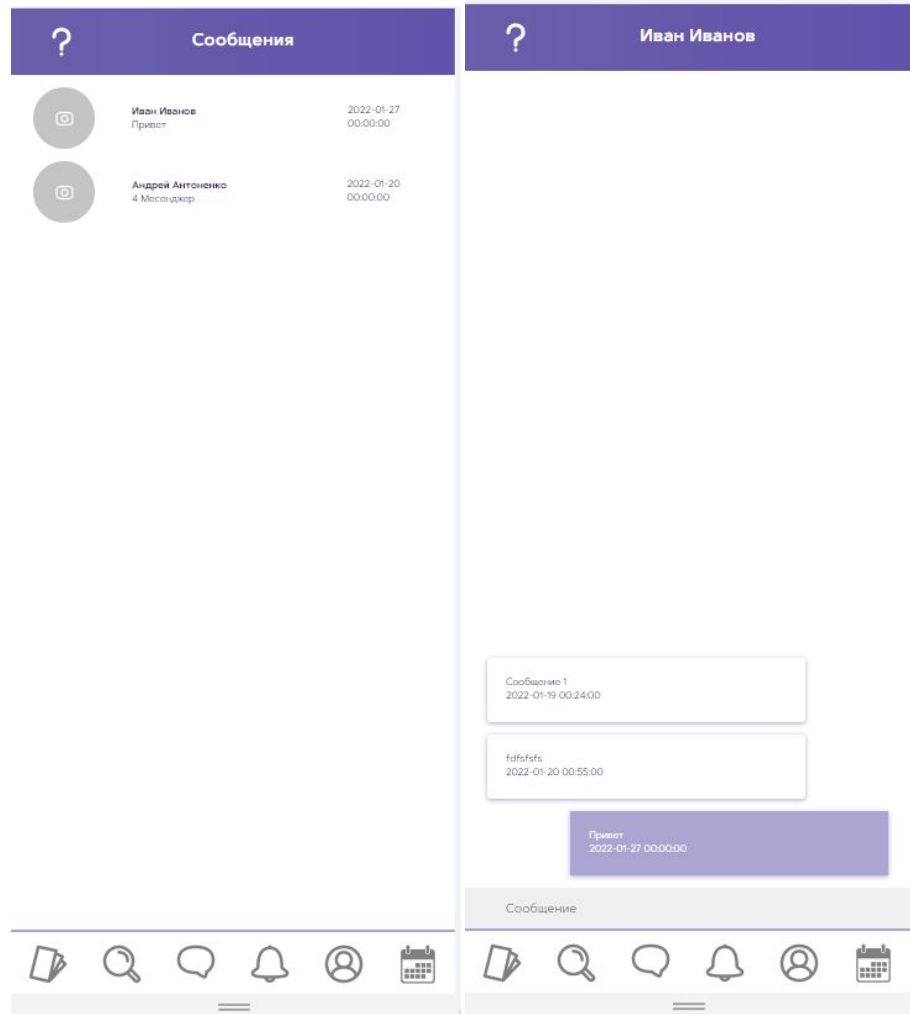 ?
Сообщения
Иван Иванов
Привет
2022-01-27
00:00:00
Андрей Антоненко
4 Месенджер
2022-01-20
00:00:00
?
Иван Иванов
Сообщение 1
2022-01-19 00:24:00
fdfsfsfs
2022-01-20 00:55:00
Привет
2022-01-27 00:00:00
Сообщение